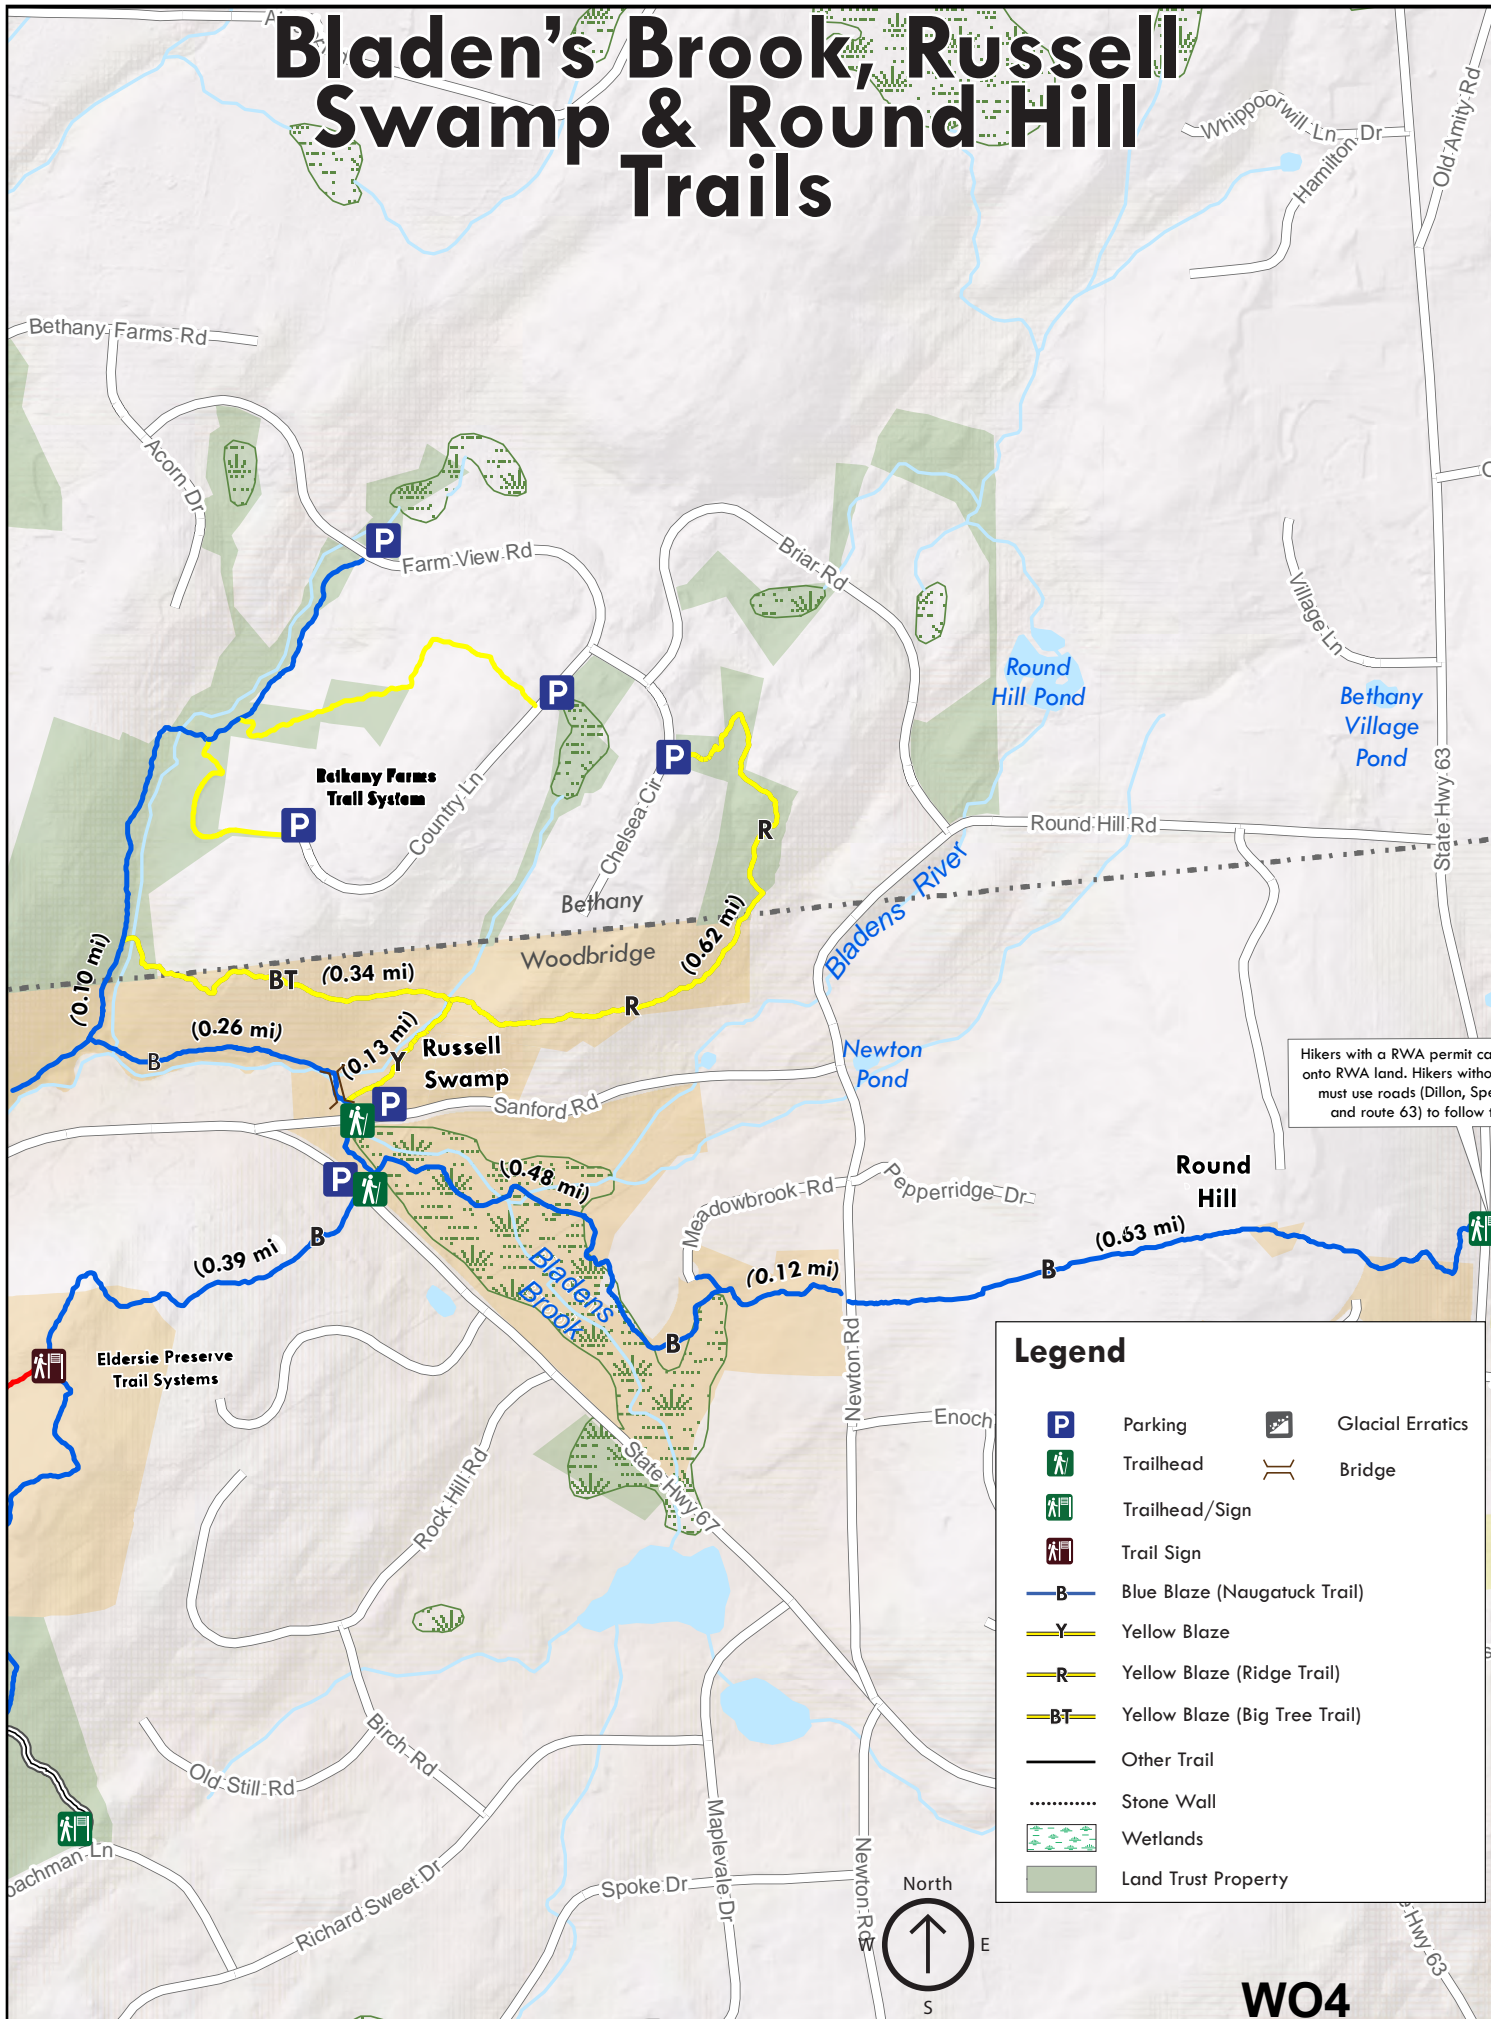 Bladen's Brook, Russell
Swamp & Round Hill
Trails
Whippoorwill Ln
Dr
Hamilton
Old Amity Rd
Bethany Farms Rd
Acorn Dr
P
Farm View Rd
Briar Rd
Village Ln
Round
Hill Pond
Bethany
Village
Pond
P
P
Bethany Farms
Trail System
P
Country Ln
Chelsea Cir
R
Round Hill Rd
State Hwy 63
Bladens River
Bethany
Woodbridge
(0.62 mi)
(0.10 mi)
BT
(0.34 mi)
R
(0.26 mi)
B
(0.13 mi)
Y
Russell
Swamp
Newton
Pond
Hikers with a RWA permit ca
onto RWA land. Hikers witho
must use roads (Dillon, Spe
and route 63) to follow t
P
Sanford Rd
P
(0.48 mi)
Meadowbrook Rd
Pepperridge Dr
Round
Hill
B
(0.39 mi
(0.63 mi)
B
(0.12 mi)
Bladens
Brook
B
Eldersie Preserve
Trail Systems
Newton Rd
Enoch
Rock Hill Rd
State Hwy 67
Legend
P
Parking
Glacial Erratics
Trailhead
Bridge
Trailhead/Sign
Trail Sign
B
Blue Blaze (Naugatuck Trail)
Y
Yellow Blaze
R
Yellow Blaze (Ridge Trail)
BT
Yellow Blaze (Big Tree Trail)
Other Trail
Stone Wall
Wetlands
Land Trust Property
Birch Rd
Old Still Rd
Maplevale Dr
oachman Ln
Richard Sweet Dr
Spoke Dr
Newton Rd
North
W
E
S
e Hwy 63
WO4